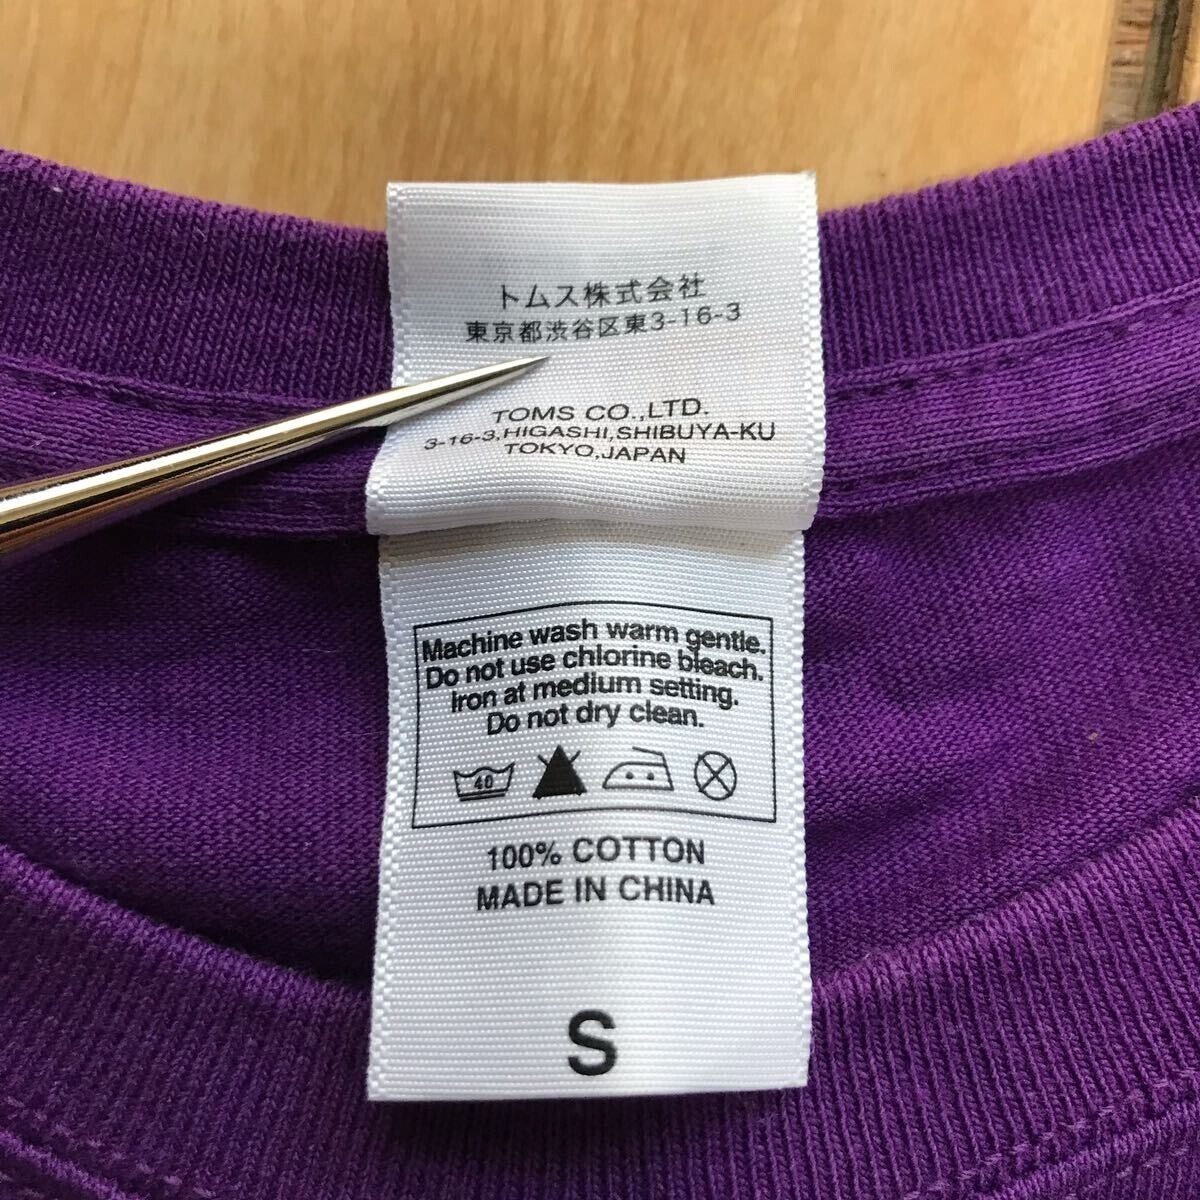 トムス株式会社
東京都渋谷区東3-16-3
TOMS CO.,LTD.
3-16-3,HIGASHI,SHIBUYA-KU
TOKYO,JAPAN
Machine wash warm gentle.
Do not use chlorine bleach.
Iron at medium setting.
Do not dry clean.
40
100% COTTON
MADE IN CHINA
S